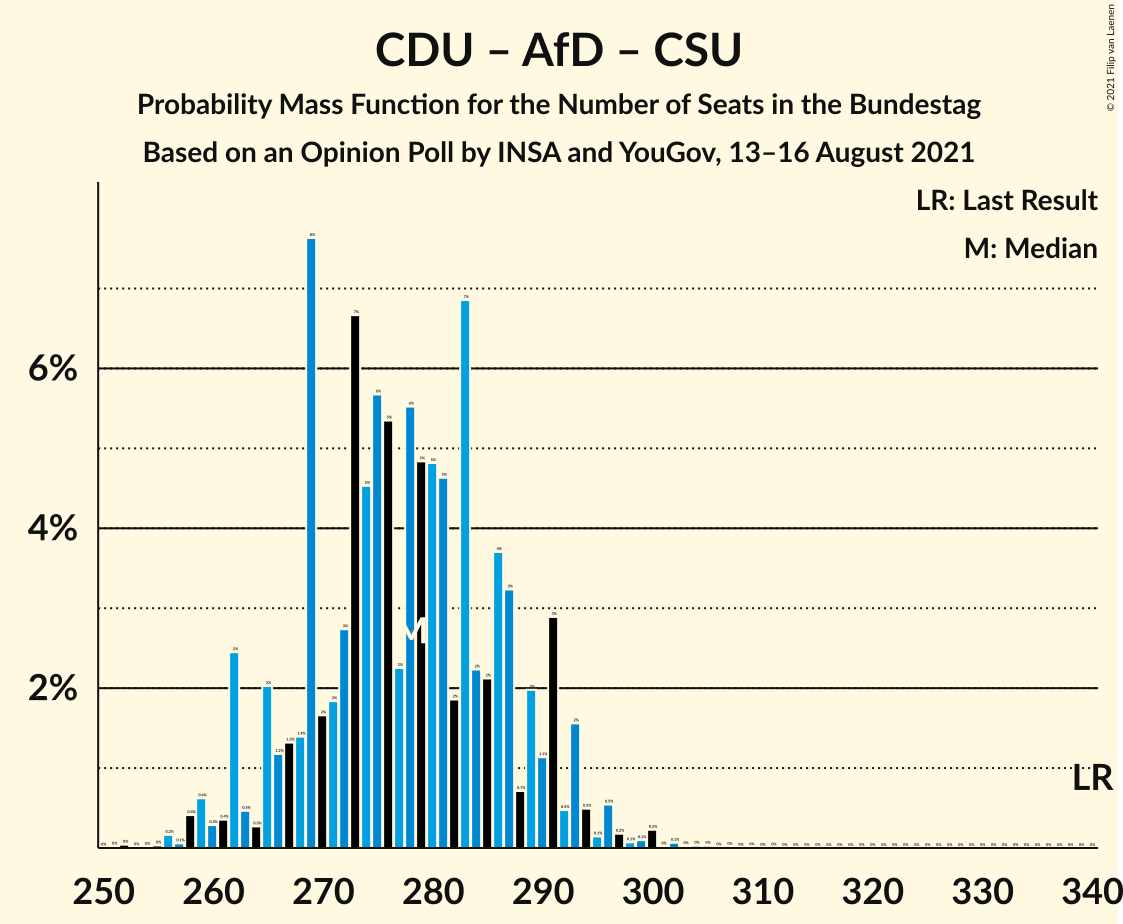 CDU – AfD – CSU
Probability Mass Function for the Number of Seats in the Bundestag
Based on an Opinion Poll by INSA and YouGov, 13–16 August 2021
© 2021 Filip van Laenen
LR: Last Result
M: Median
6%
4%
2%
M
LR
250 260 270 280 290 300 310 320 330 340